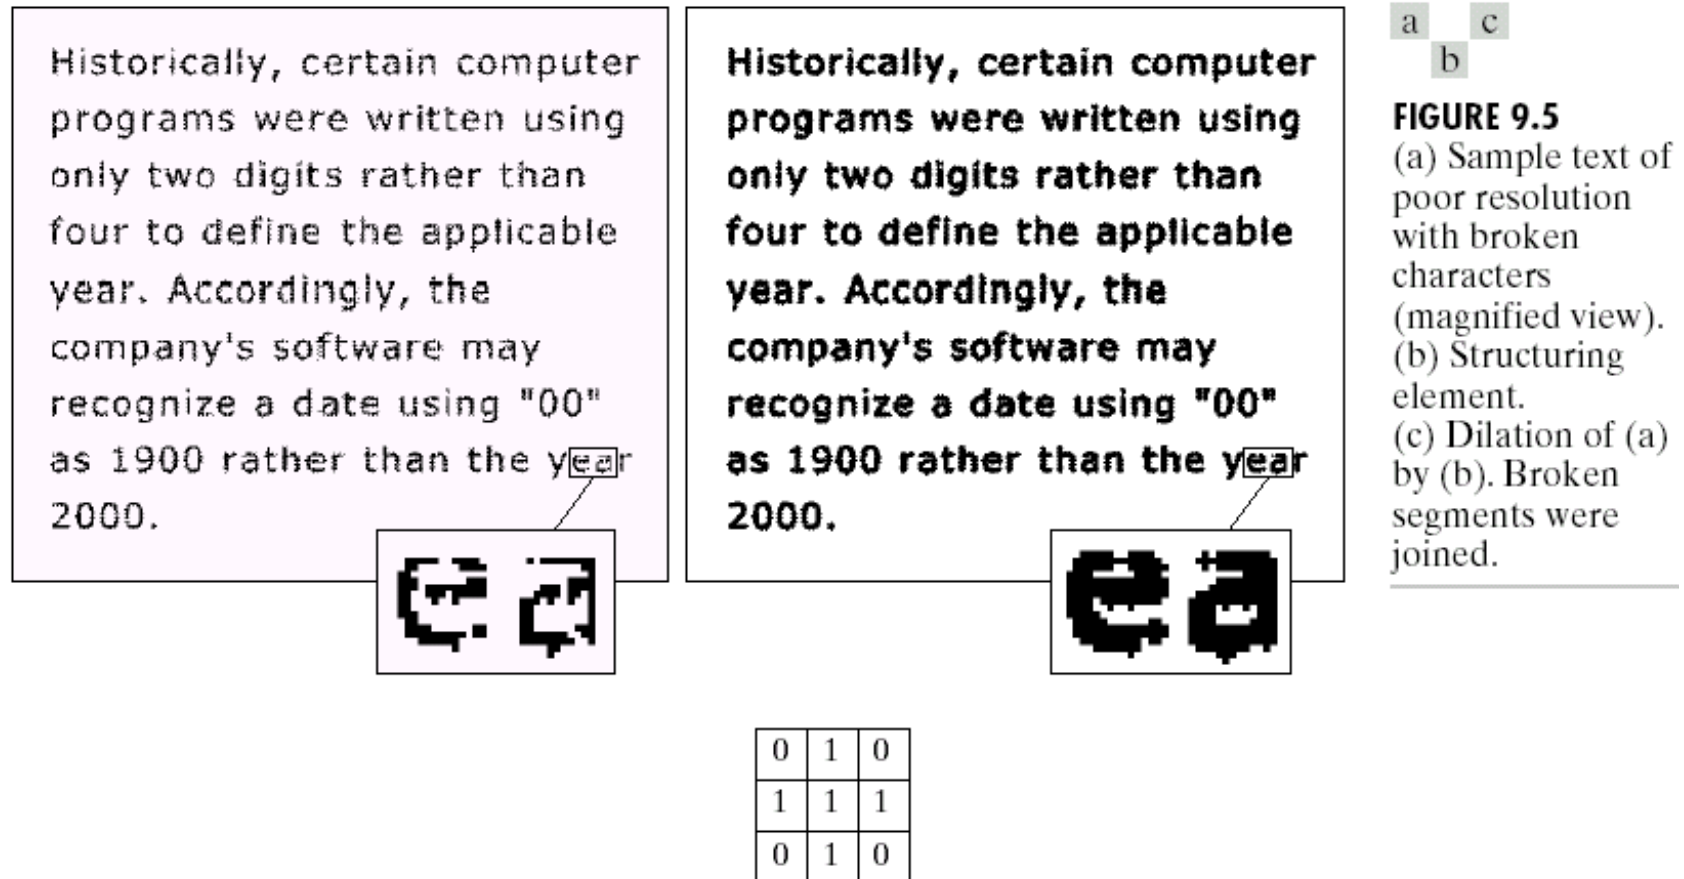 Historically, certain computer
programs were written using
only two digits rather than
four to define the applicable
year. Accordingly, the
company's software may
recognize a date using "00"
as 1900 rather than the year
2000.
e a
Historically, certain computer
programs were written using
only two digits rather than
four to define the applicable
year. Accordingly, the
company's software may
recognize a date using "00"
as 1900 rather than the year
2000.
ea
a c
b
FIGURE 9.5
(a) Sample text of
poor resolution
with broken
characters
(magnified view).
(b) Structuring
element.
(c) Dilation of (a)
by (b). Broken
segments were
joined.
0 1 0
1 1 1
0 1 0